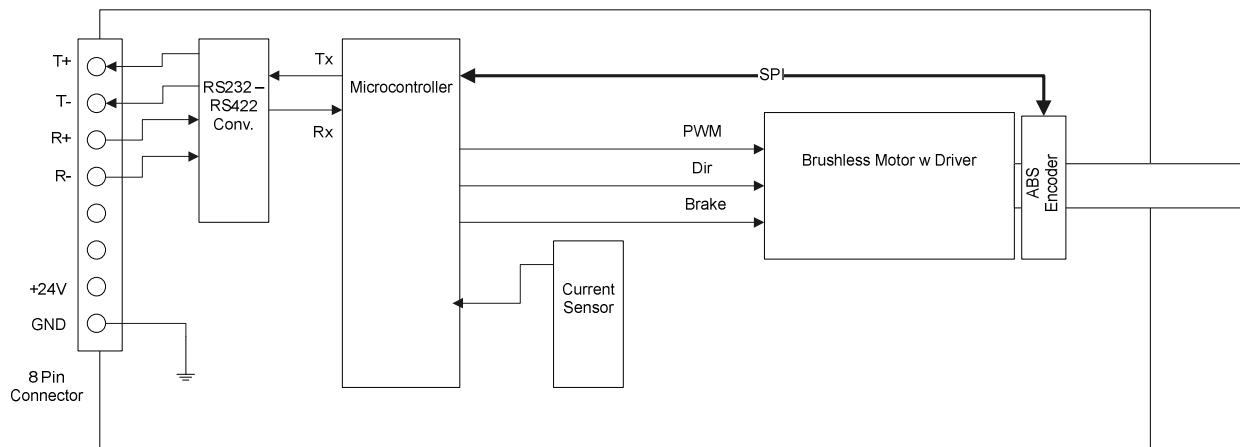 T+
T-
R+
R-
+24V
GND
8 Pin
Connector
RS232 –
RS422
Conv.
Tx
Rx
Microcontroller
SPI
PWM
Dir
Brake
Current
Sensor
Brushless Motor w Driver
ABS
Encoder